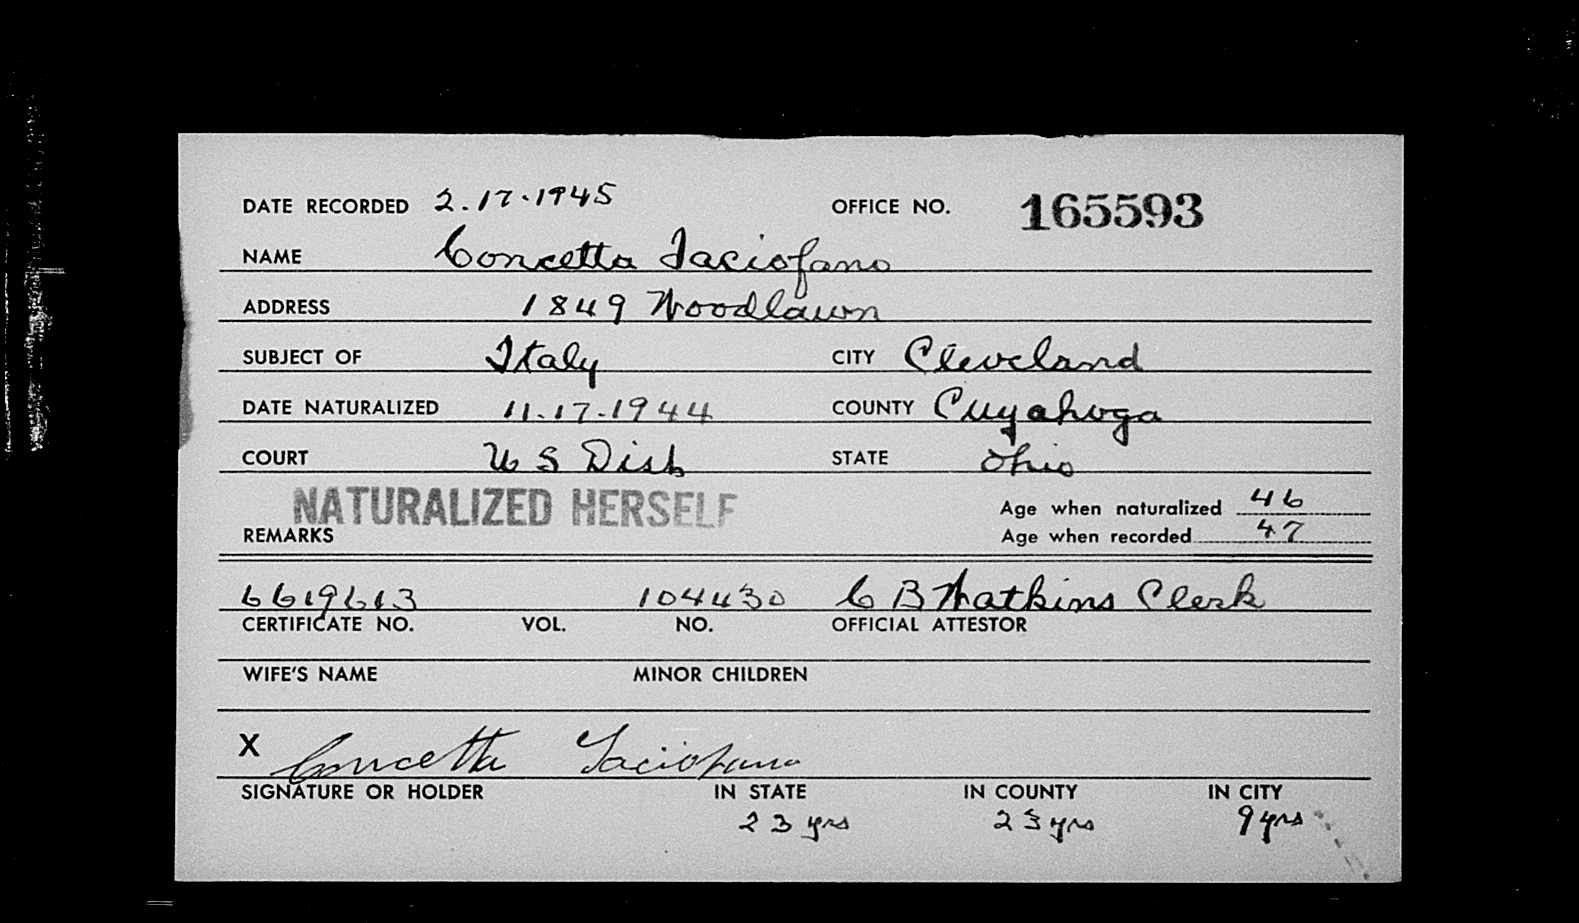 DATE RECORDED 2.17.1945 OFFICE NO. 165593
NAME Concetta Iaciofano
ADDRESS 1849 Woodlawn
SUBJECT OF Italy CITY Cleveland
DATE NATURALIZED 11.17.1944 COUNTY Cuyahoga
COURT U S Dist STATE Ohio
NATURALIZED HERSELF
REMARKS
Age when naturalized 46
Age when recorded 47
6619613 104430 C B Watkins Clerk
CERTIFICATE NO. VOL. NO. OFFICIAL ATTESTOR
WIFE'S NAME MINOR CHILDREN
X Concetta Iaciofano
SIGNATURE OR HOLDER IN STATE IN COUNTY IN CITY
23 yrs 23 yrs 9 yrs